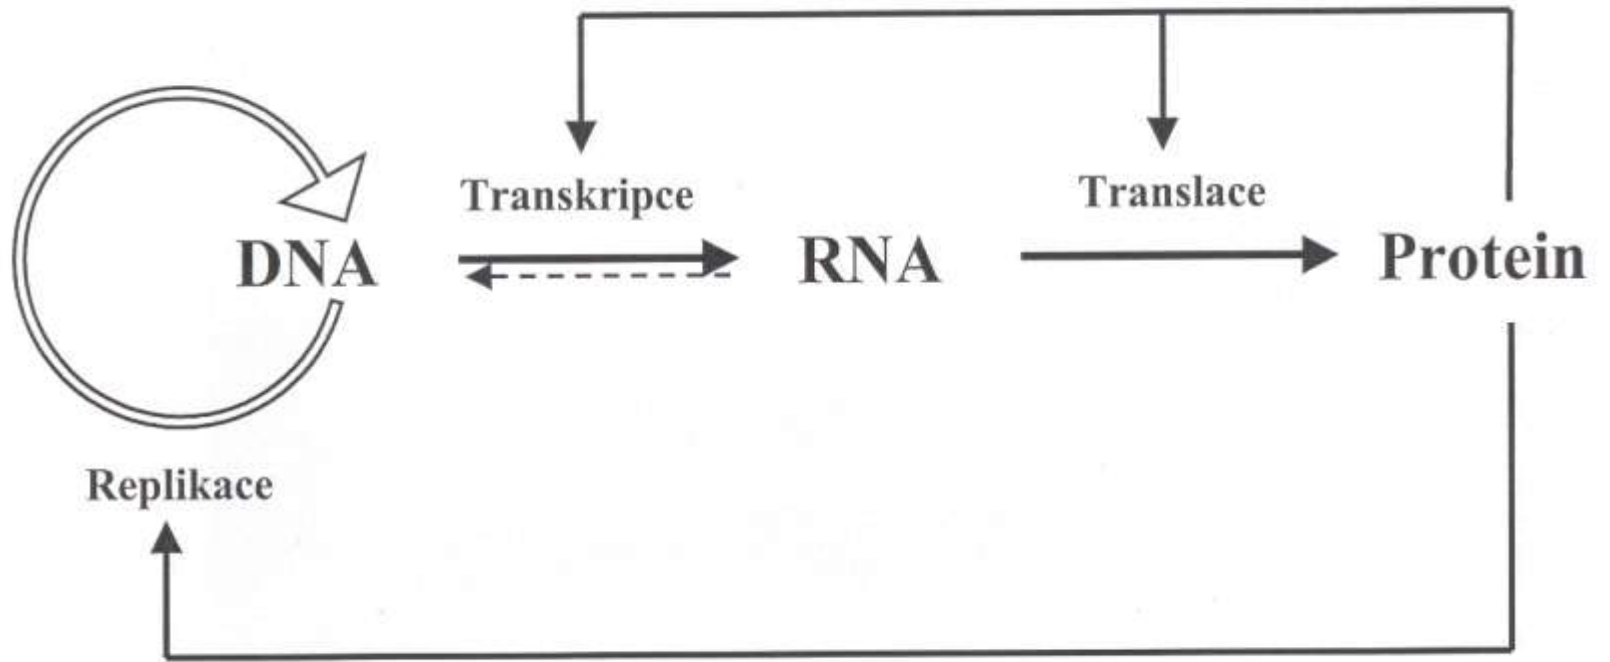 Transkripce
Translace
DNA
RNA
Protein
Replikace